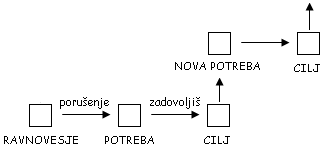 NOVA POTREBA
CILJ
porušenje
zadovoljiš
RAVNOVESJE
POTREBA
CILJ